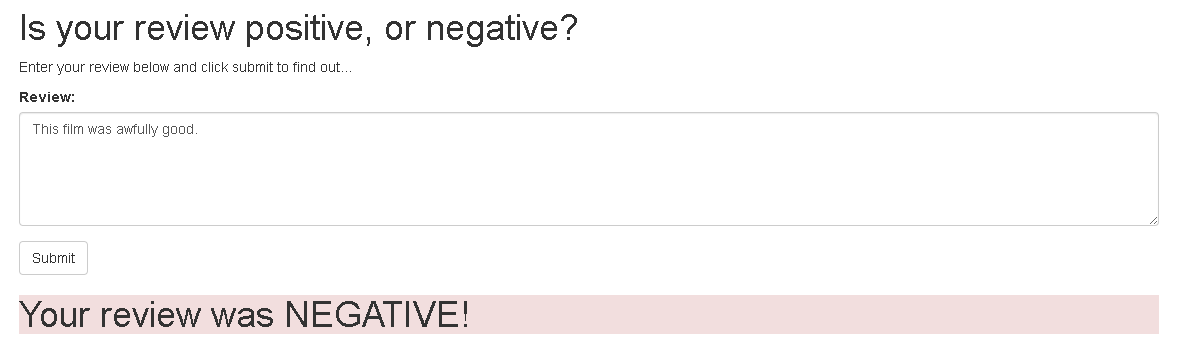 Is your review positive, or negative?
Enter your review below and click submit to find out...
Review:
This film was awfully good.
Submit
Your review was NEGATIVE!